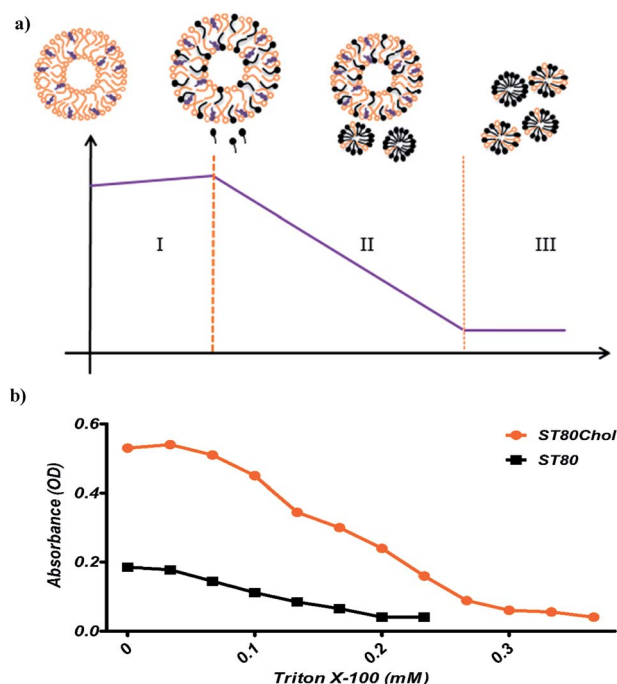 a)
I
II
III
b)
0.6
0.4
0.2
0.0
Absorbance (OD)
ST80Chol
ST80
0
0.1
0.2
0.3
Triton X-100 (mM)